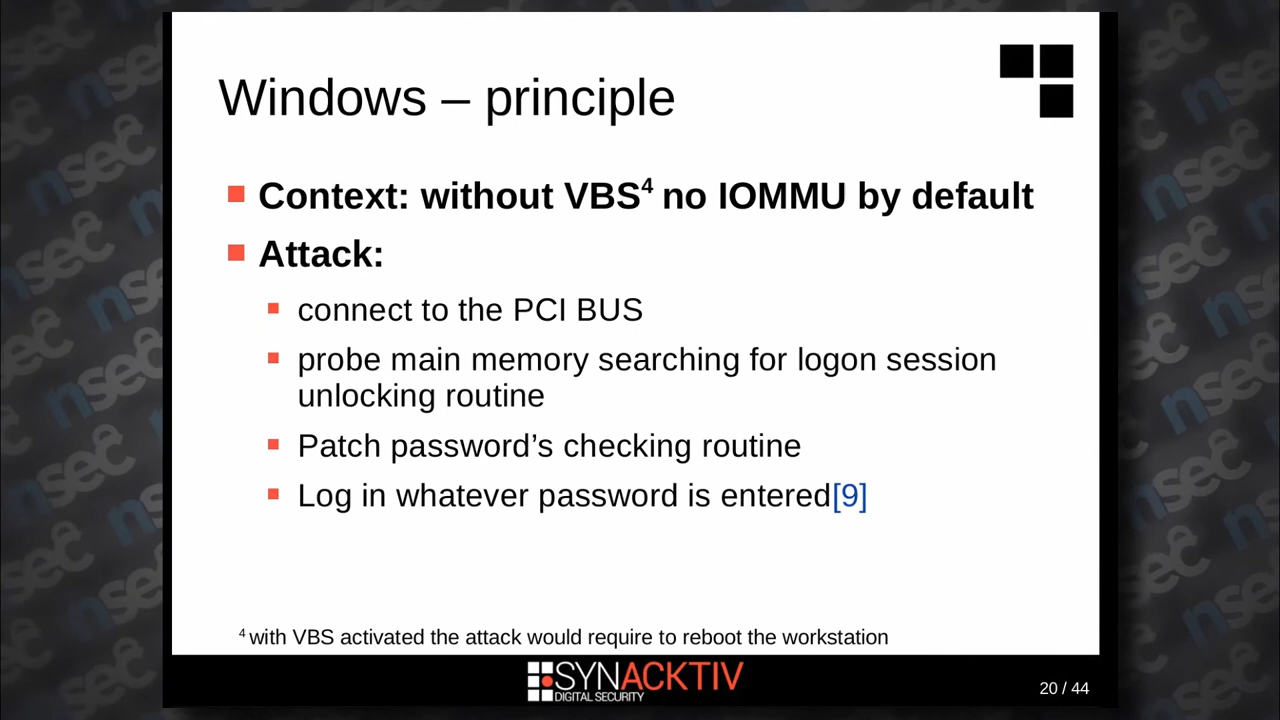 Windows – principle
Context: without VBS4 no IOMMU by default
Attack:
connect to the PCI BUS
probe main memory searching for logon session
unlocking routine
Patch password’s checking routine
Log in whatever password is entered[9]
4 with VBS activated the attack would require to reboot the workstation
SYNACKTIV
DIGITAL SECURITY
20 / 44
nsec